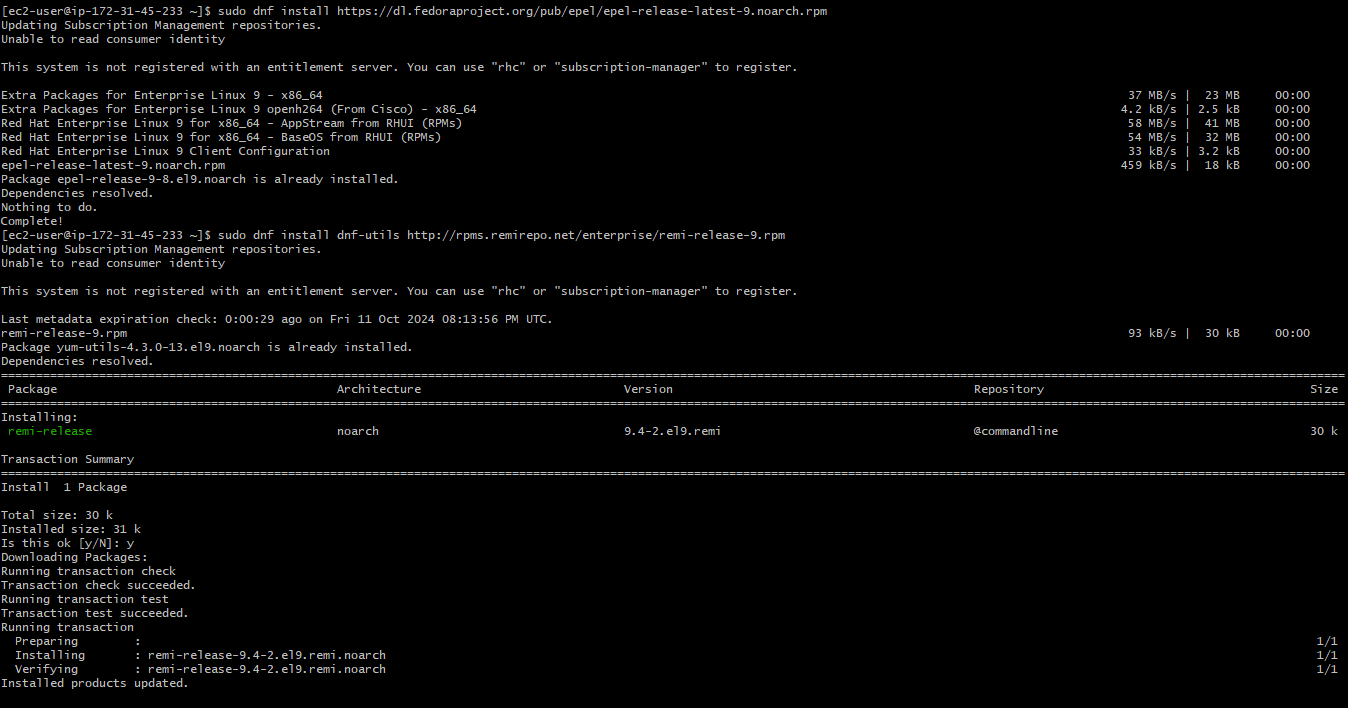 [ec2-user@ip-172-31-45-233 ~]$ sudo dnf install https://dl.fedoraproject.org/pub/epel/epel-release-latest-9.noarch.rpm
Updating Subscription Management repositories.
Unable to read consumer identity
This system is not registered with an entitlement server. You can use "rhc" or "subscription-manager" to register.
Extra Packages for Enterprise Linux 9 - x86_64 37 MB/s | 23 MB 00:00
Extra Packages for Enterprise Linux 9 openh264 (From Cisco) - x86_64 4.2 kB/s | 2.5 kB 00:00
Red Hat Enterprise Linux 9 for x86_64 - AppStream from RHUI (RPMs) 58 MB/s | 41 MB 00:00
Red Hat Enterprise Linux 9 for x86_64 - BaseOS from RHUI (RPMs) 54 MB/s | 32 MB 00:00
Red Hat Enterprise Linux 9 Client Configuration 33 kB/s | 3.2 kB 00:00
epel-release-latest-9.noarch.rpm 459 kB/s | 18 kB 00:00
Package epel-release-9-8.el9.noarch is already installed.
Dependencies resolved.
Nothing to do.
Complete!
[ec2-user@ip-172-31-45-233 ~]$ sudo dnf install dnf-utils http://rpms.remirepo.net/enterprise/remi-release-9.rpm
Updating Subscription Management repositories.
Unable to read consumer identity
This system is not registered with an entitlement server. You can use "rhc" or "subscription-manager" to register.
Last metadata expiration check: 0:00:29 ago on Fri 11 Oct 2024 08:13:56 PM UTC.
remi-release-9.rpm 93 kB/s | 30 kB 00:00
Package yum-utils-4.3.0-13.el9.noarch is already installed.
Dependencies resolved.
Package Architecture Version Repository Size
Installing:
remi-release noarch 9.4-2.el9.remi @commandline 30 k
Transaction Summary
Install 1 Package
Total size: 30 k
Installed size: 31 k
Is this ok [y/N]: y
Downloading Packages:
Running transaction check
Transaction check succeeded.
Running transaction test
Transaction test succeeded.
Running transaction
Preparing : 1/1
Installing : remi-release-9.4-2.el9.remi.noarch 1/1
Verifying : remi-release-9.4-2.el9.remi.noarch 1/1
Installed products updated.